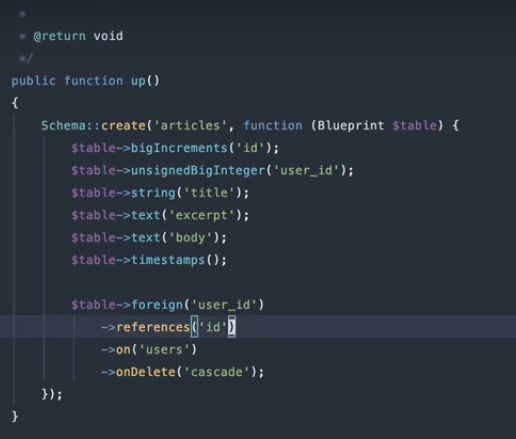 *
* @return void
*/
public function up()
{
Schema::create('articles', function (Blueprint $table) {
$table->bigIncrements('id');
$table->unsignedBigInteger('user_id');
$table->string('title');
$table->text('excerpt');
$table->text('body');
$table->timestamps();
$table->foreign('user_id')
->references('id')
->on('users')
->onDelete('cascade');
});
}